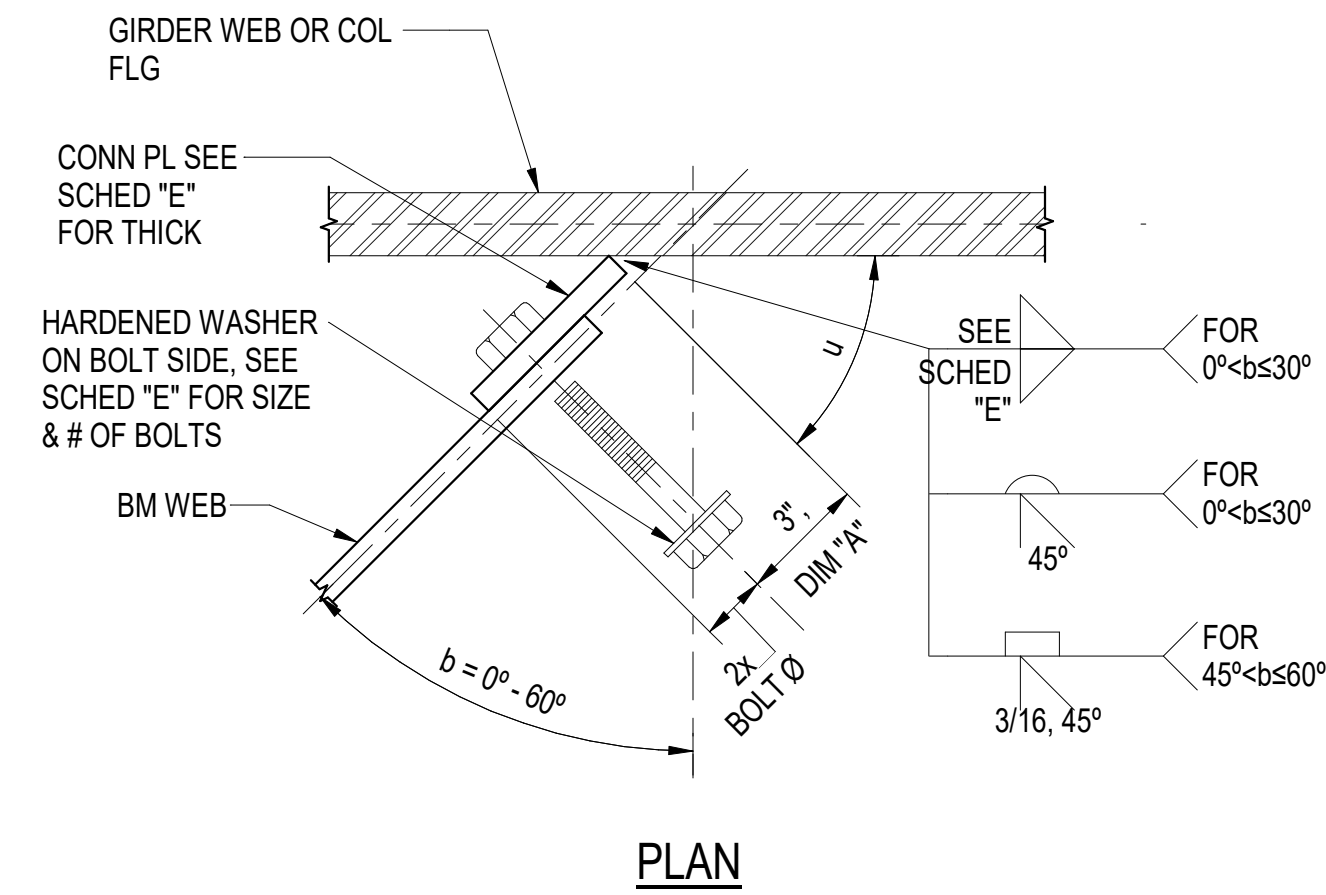 GIRDER WEB OR COL
FLG
CONN PL SEE
SCHED "E"
FOR THICK
HARDENED WASHER
ON BOLT SIDE, SEE
SCHED "E" FOR SIZE
& # OF BOLTS
BM WEB
b = 0º - 60º
u
3",
DIM "A"
2x
BOLT Ø
SEE
SCHED
"E"
FOR
0º<b≤30º
45º
FOR
0º<b≤30º
3/16, 45º
FOR
45º<b≤60º
PLAN